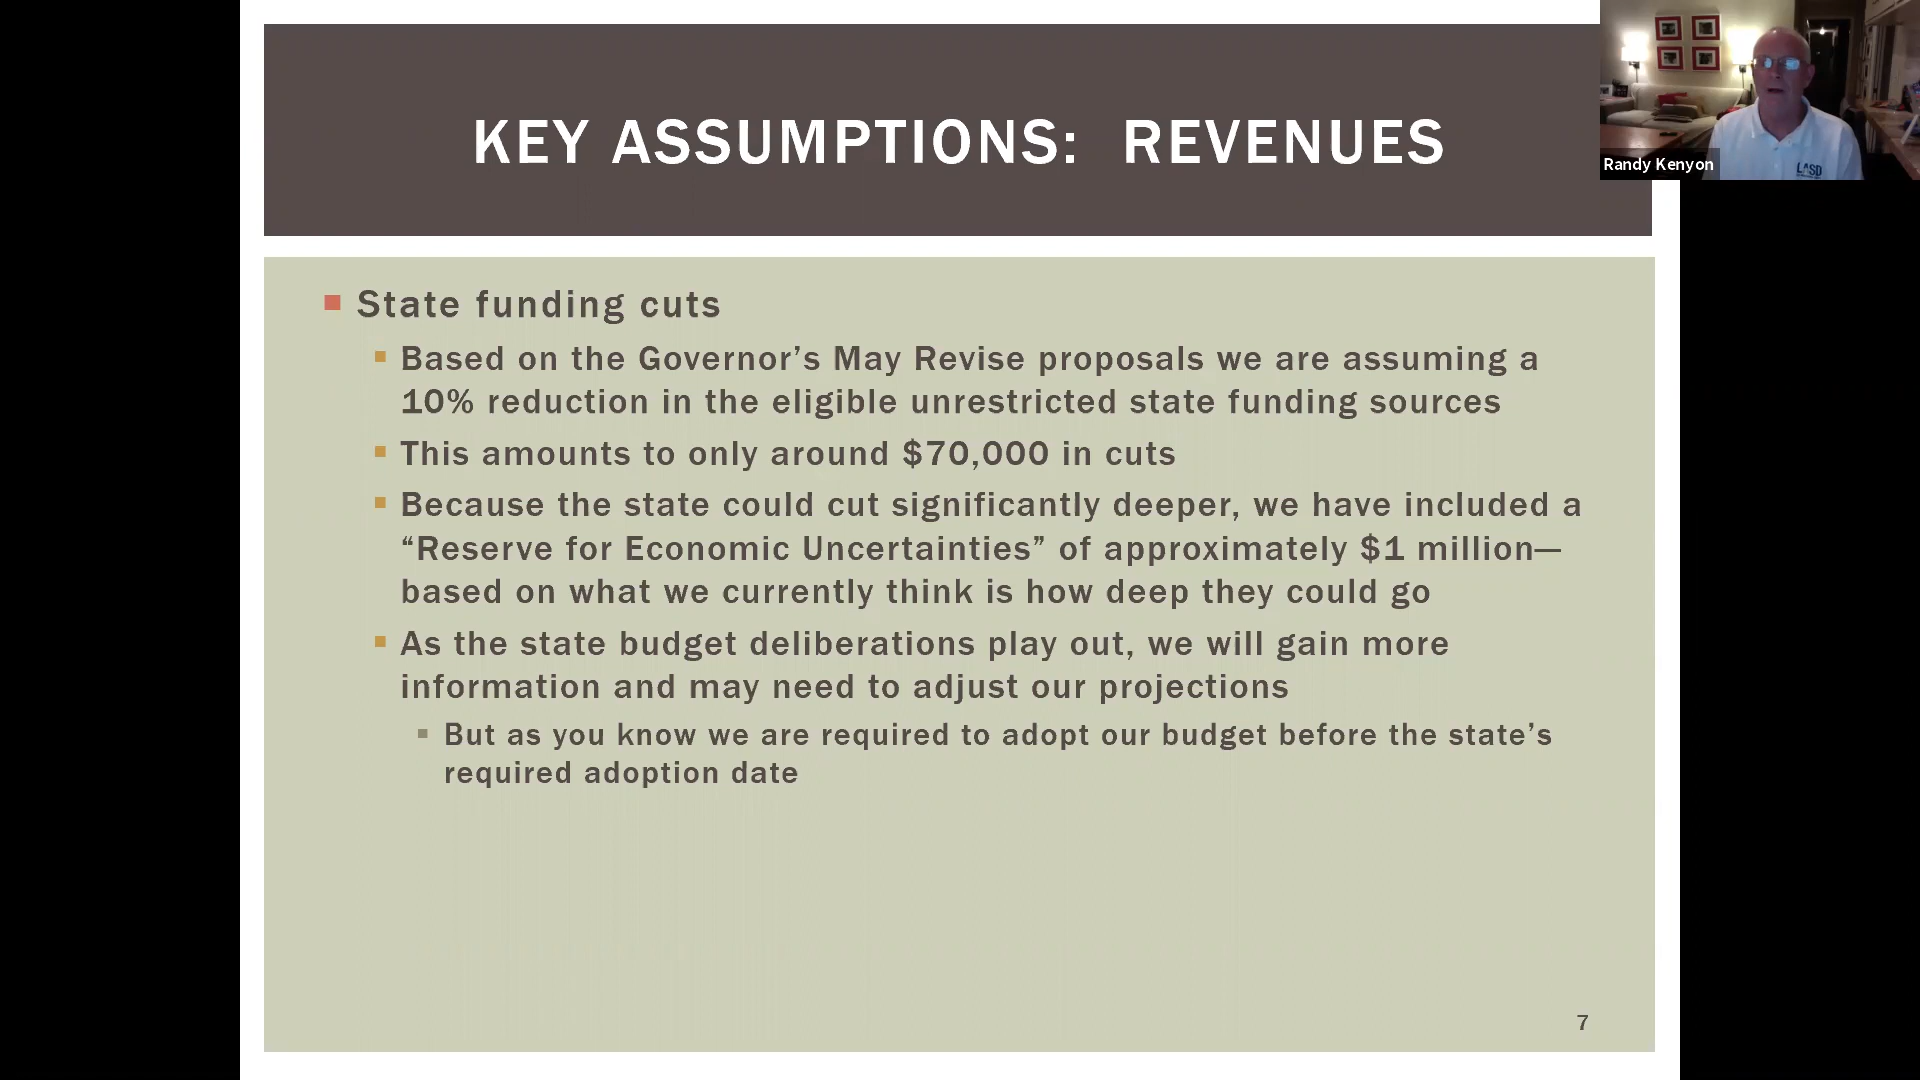 KEY ASSUMPTIONS: REVENUES
Randy Kenyon
LASD
State funding cuts
Based on the Governor’s May Revise proposals we are assuming a
10% reduction in the eligible unrestricted state funding sources
This amounts to only around $70,000 in cuts
Because the state could cut significantly deeper, we have included a
“Reserve for Economic Uncertainties” of approximately $1 million—
based on what we currently think is how deep they could go
As the state budget deliberations play out, we will gain more
information and may need to adjust our projections
But as you know we are required to adopt our budget before the state’s
required adoption date
7